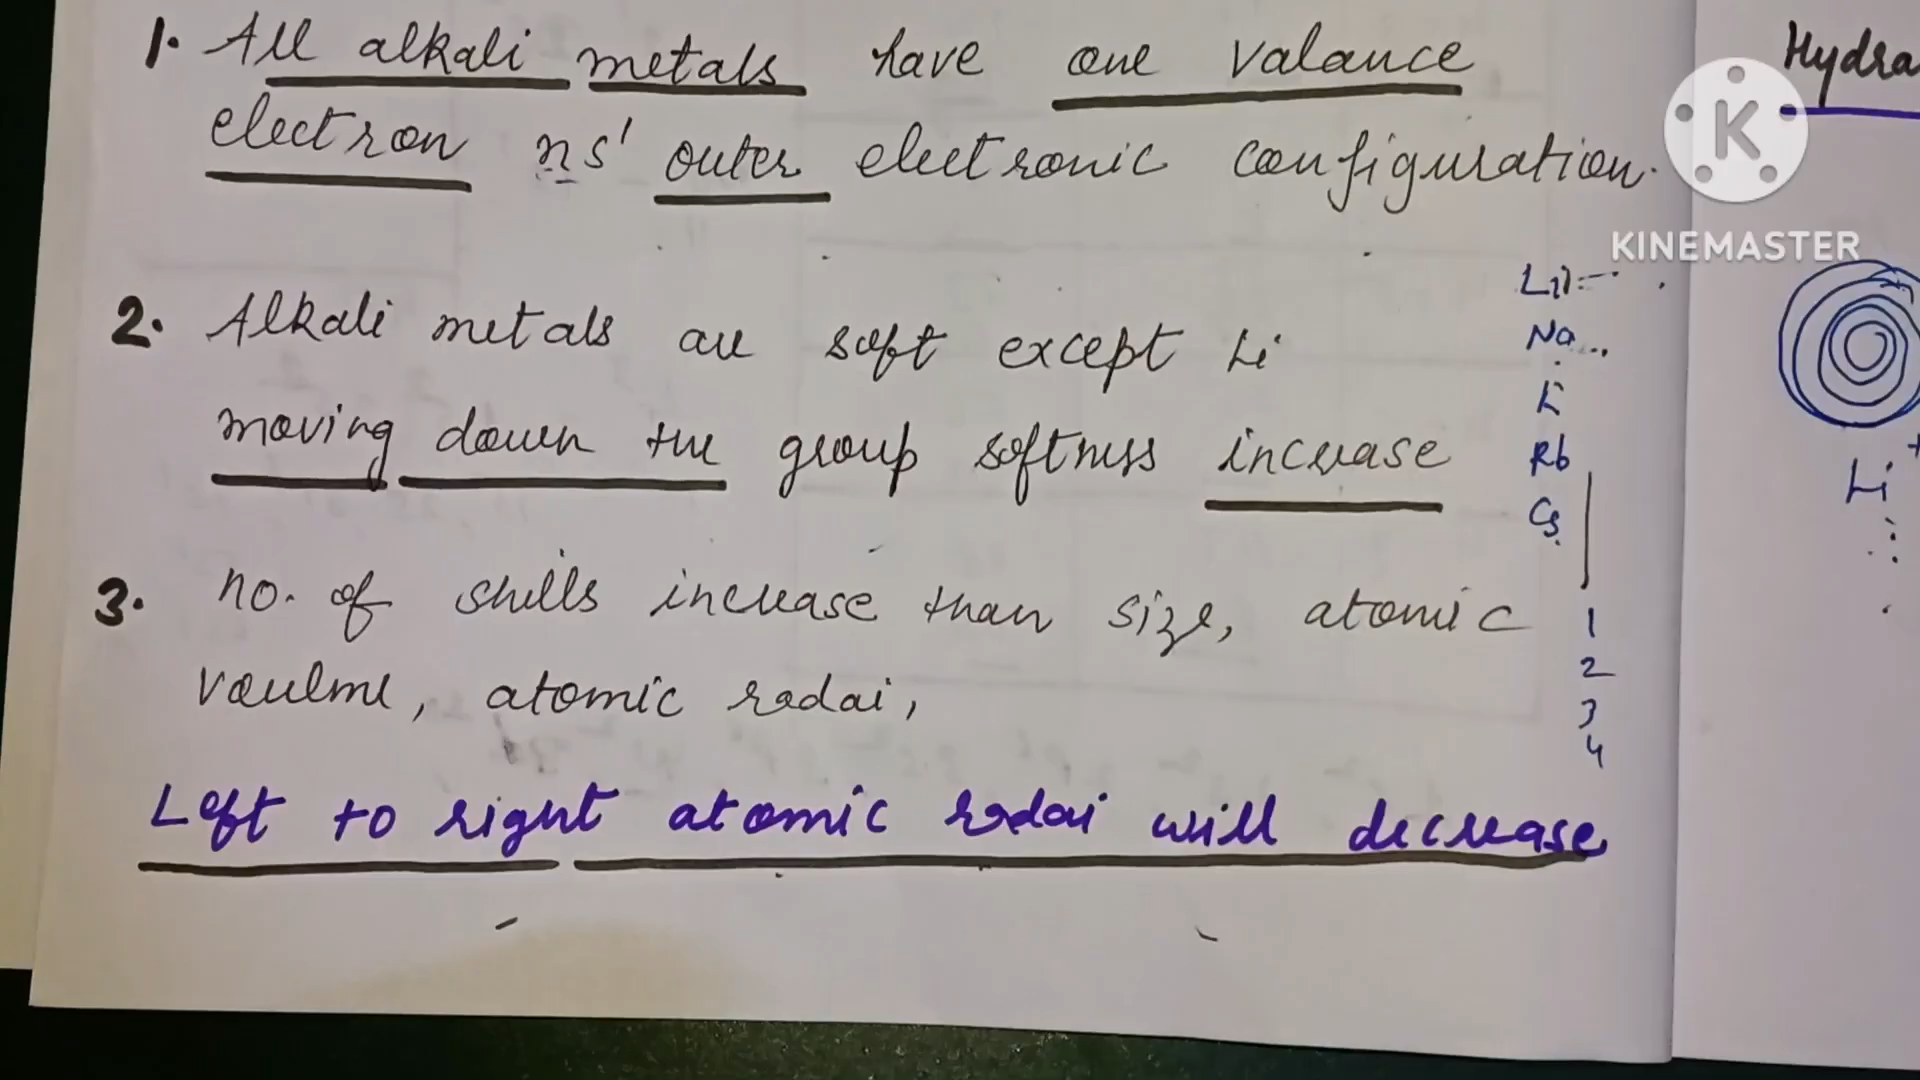 1. All alkali metals have one valance
electron ns¹ outer electronic configuration.
2. Alkali metals are soft except Li
moving down the group softness increase
3. no. of shells increase than size, atomic
voulme, atomic radai,
Left to right atomic radai will decrease
Li
Na
K
Rb
Cs
1
2
3
4
Hydra
Li+
K
KINEMASTER